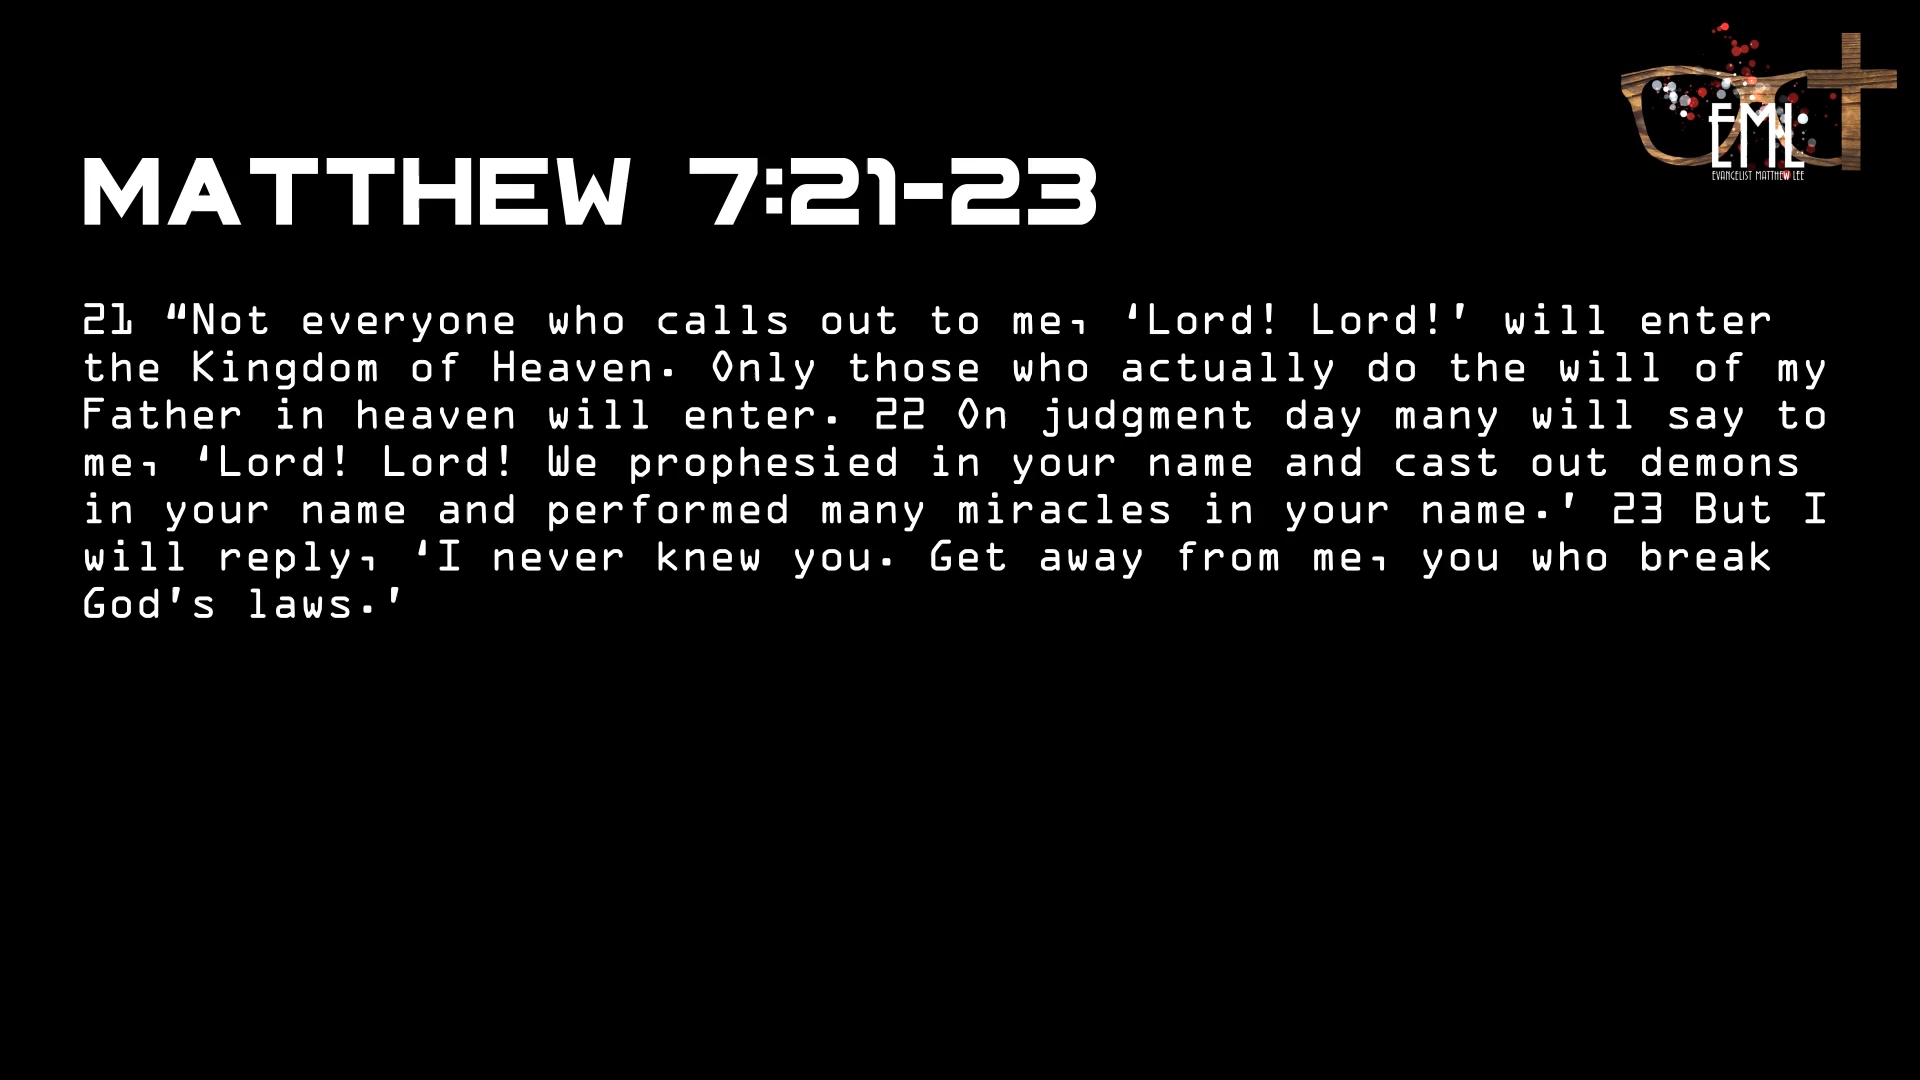 EML
EVANGELIST MATTHEW LEE
MATTHEW 7:21-23
21 “Not everyone who calls out to me, ‘Lord! Lord!’ will enter
the Kingdom of Heaven. Only those who actually do the will of my
Father in heaven will enter. 22 On judgment day many will say to
me, ‘Lord! Lord! We prophesied in your name and cast out demons
in your name and performed many miracles in your name.’ 23 But I
will reply, ‘I never knew you. Get away from me, you who break
God’s laws.’